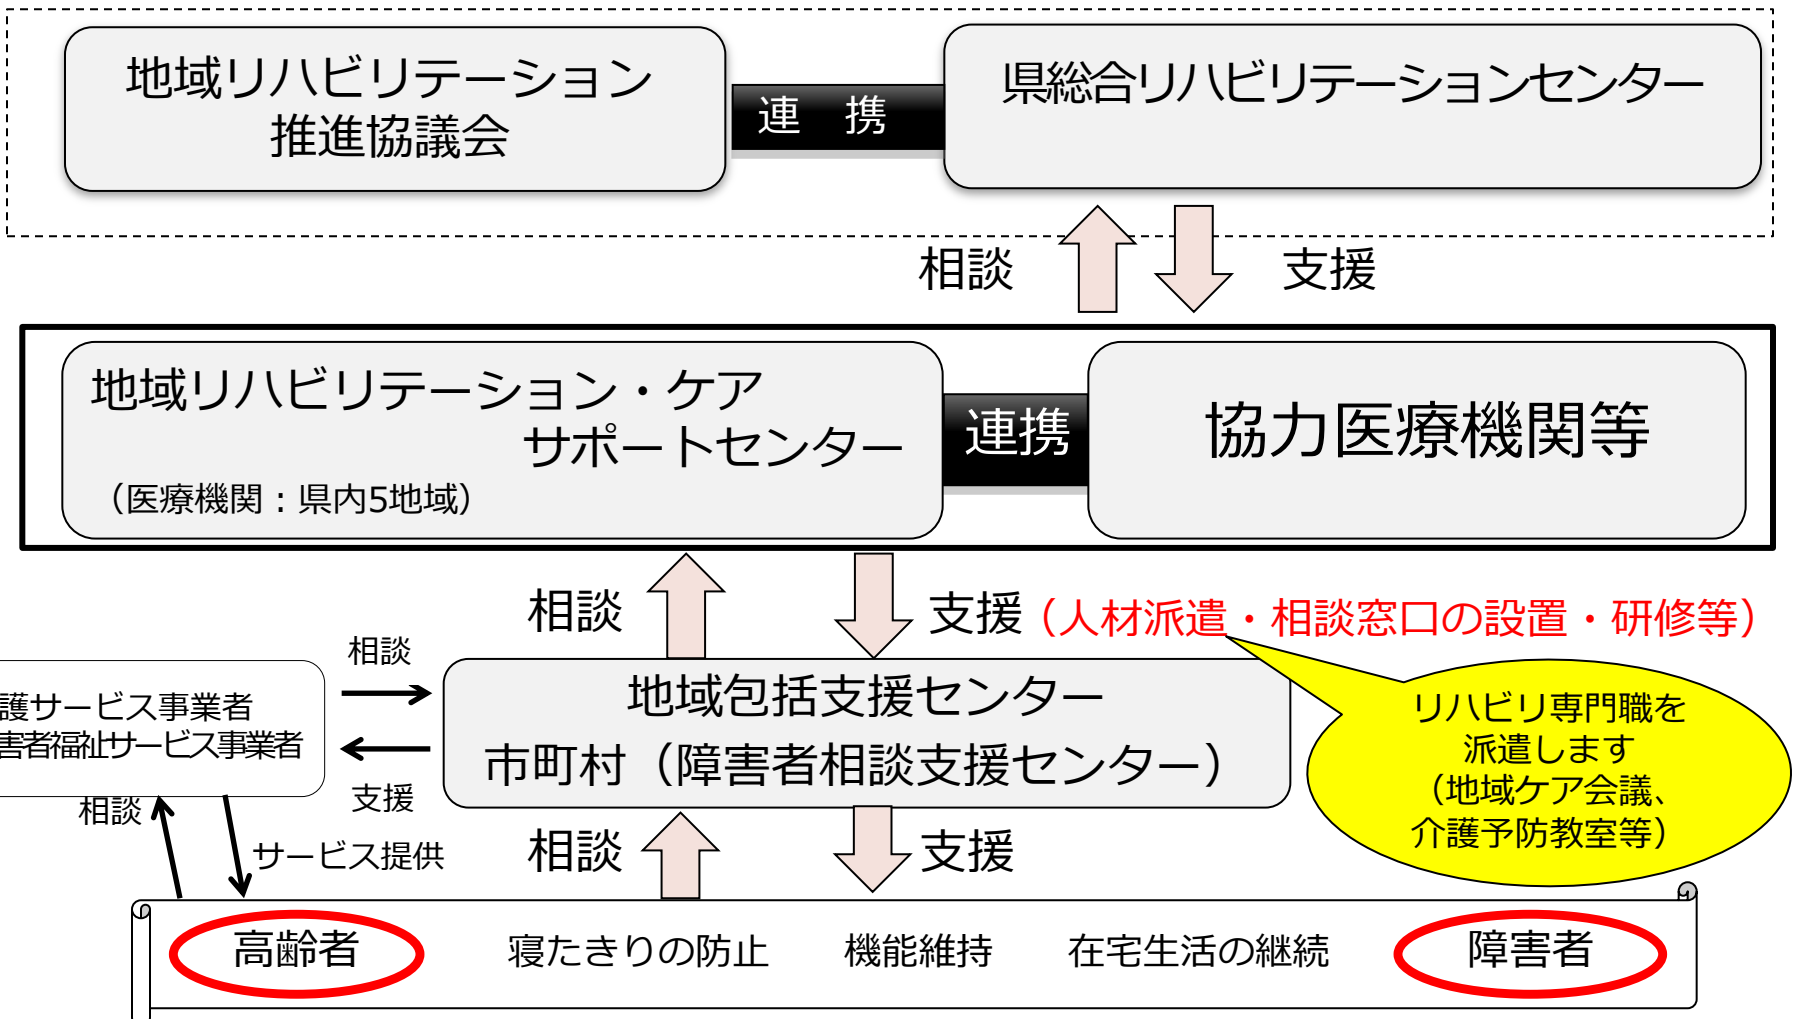 地域リハビリテーション
推進協議会
連 携
県総合リハビリテーションセンター
相談
支援
地域リハビリテーション・ケア
サポートセンター
（医療機関：県内5地域）
連携
協力医療機関等
相談
支援（人材派遣・相談窓口の設置・研修等）
相談
護サービス事業者
害者福祉サービス事業者
支援
地域包括支援センター
市町村（障害者相談支援センター）
リハビリ専門職を
派遣します
（地域ケア会議、
介護予防教室等）
相談
サービス提供
相談
支援
高齢者
寝たきりの防止
機能維持
在宅生活の継続
障害者